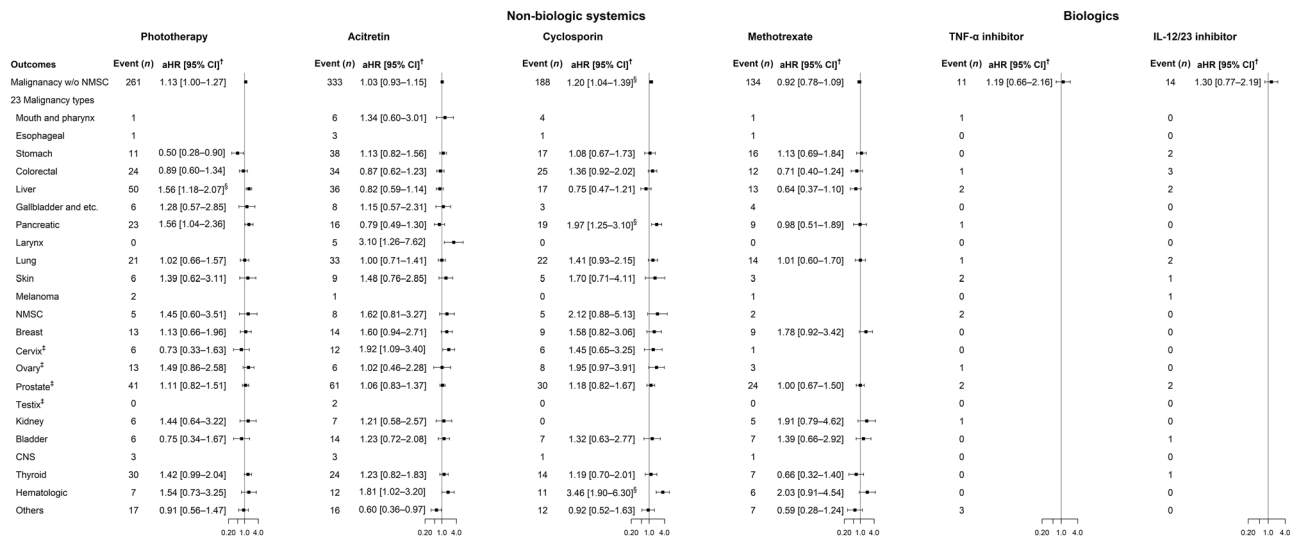 Non-biologic systemics Biologics
Phototherapy Acitretin Cyclosporin Methotrexate TNF-α inhibitor IL-12/23 inhibitor
Outcomes Event (n) aHR [95% CI]† Event (n) aHR [95% CI]† Event (n) aHR [95% CI]† Event (n) aHR [95% CI]† Event (n) aHR [95% CI]† Event (n) aHR [95% CI]†
Malignanacy w/o NMSC 261 1.13 [1.00–1.27] 333 1.03 [0.93–1.15] 188 1.20 [1.04–1.39]§ 134 0.92 [0.78–1.09] 11 1.19 [0.66–2.16] 14 1.30 [0.77–2.19]
23 Malignancy types
Mouth and pharynx 1 6 1.34 [0.60–3.01] 4 1 1 0
Esophageal 1 3 1 1 0 0
Stomach 11 0.50 [0.28–0.90] 38 1.13 [0.82–1.56] 17 1.08 [0.67–1.73] 16 1.13 [0.69–1.84] 0 2
Colorectal 24 0.89 [0.60–1.34] 34 0.87 [0.62–1.23] 25 1.36 [0.92–2.02] 12 0.71 [0.40–1.24] 1 3
Liver 50 1.56 [1.18–2.07]§ 36 0.82 [0.59–1.14] 17 0.75 [0.47–1.21] 13 0.64 [0.37–1.10] 2 2
Gallbladder and etc. 6 1.28 [0.57–2.85] 8 1.15 [0.57–2.31] 3 4 0 0
Pancreatic 23 1.56 [1.04–2.36] 16 0.79 [0.49–1.30] 19 1.97 [1.25–3.10]§ 9 0.98 [0.51–1.89] 1 0
Larynx 0 5 3.10 [1.26–7.62] 0 0 0 0
Lung 21 1.02 [0.66–1.57] 33 1.00 [0.71–1.41] 22 1.41 [0.93–2.15] 14 1.01 [0.60–1.70] 1 2
Skin 6 1.39 [0.62–3.11] 9 1.48 [0.76–2.85] 5 1.70 [0.71–4.11] 3 2 1
Melanoma 2 1 0 1 0 1
NMSC 5 1.45 [0.60–3.51] 8 1.62 [0.81–3.27] 5 2.12 [0.88–5.13] 2 2 0
Breast 13 1.13 [0.66–1.96] 14 1.60 [0.94–2.71] 9 1.58 [0.82–3.06] 9 1.78 [0.92–3.42] 0 0
Cervix‡ 6 0.73 [0.33–1.63] 12 1.92 [1.09–3.40] 6 1.45 [0.65–3.25] 1 0 0
Ovary‡ 13 1.49 [0.86–2.58] 6 1.02 [0.46–2.28] 8 1.95 [0.97–3.91] 3 1 0
Prostate‡ 41 1.11 [0.82–1.51] 61 1.06 [0.83–1.37] 30 1.18 [0.82–1.67] 24 1.00 [0.67–1.50] 2 2
Testix‡ 0 2 0 0 0 0
Kidney 6 1.44 [0.64–3.22] 7 1.21 [0.58–2.57] 0 5 1.91 [0.79–4.62] 1 0
Bladder 6 0.75 [0.34–1.67] 14 1.23 [0.72–2.08] 7 1.32 [0.63–2.77] 7 1.39 [0.66–2.92] 0 1
CNS 3 3 1 1 0 0
Thyroid 30 1.42 [0.99–2.04] 24 1.23 [0.82–1.83] 14 1.19 [0.70–2.01] 7 0.66 [0.32–1.40] 0 1
Hematologic 7 1.54 [0.73–3.25] 12 1.81 [1.02–3.20] 11 3.46 [1.90–6.30]§ 6 2.03 [0.91–4.54] 0 0
Others 17 0.91 [0.56–1.47] 16 0.60 [0.36–0.97] 12 0.92 [0.52–1.63] 7 0.59 [0.28–1.24] 3 0
0.20 1.0 4.0 0.20 1.0 4.0 0.20 1.0 4.0 0.20 1.0 4.0 0.20 1.0 4.0 0.20 1.0 4.0